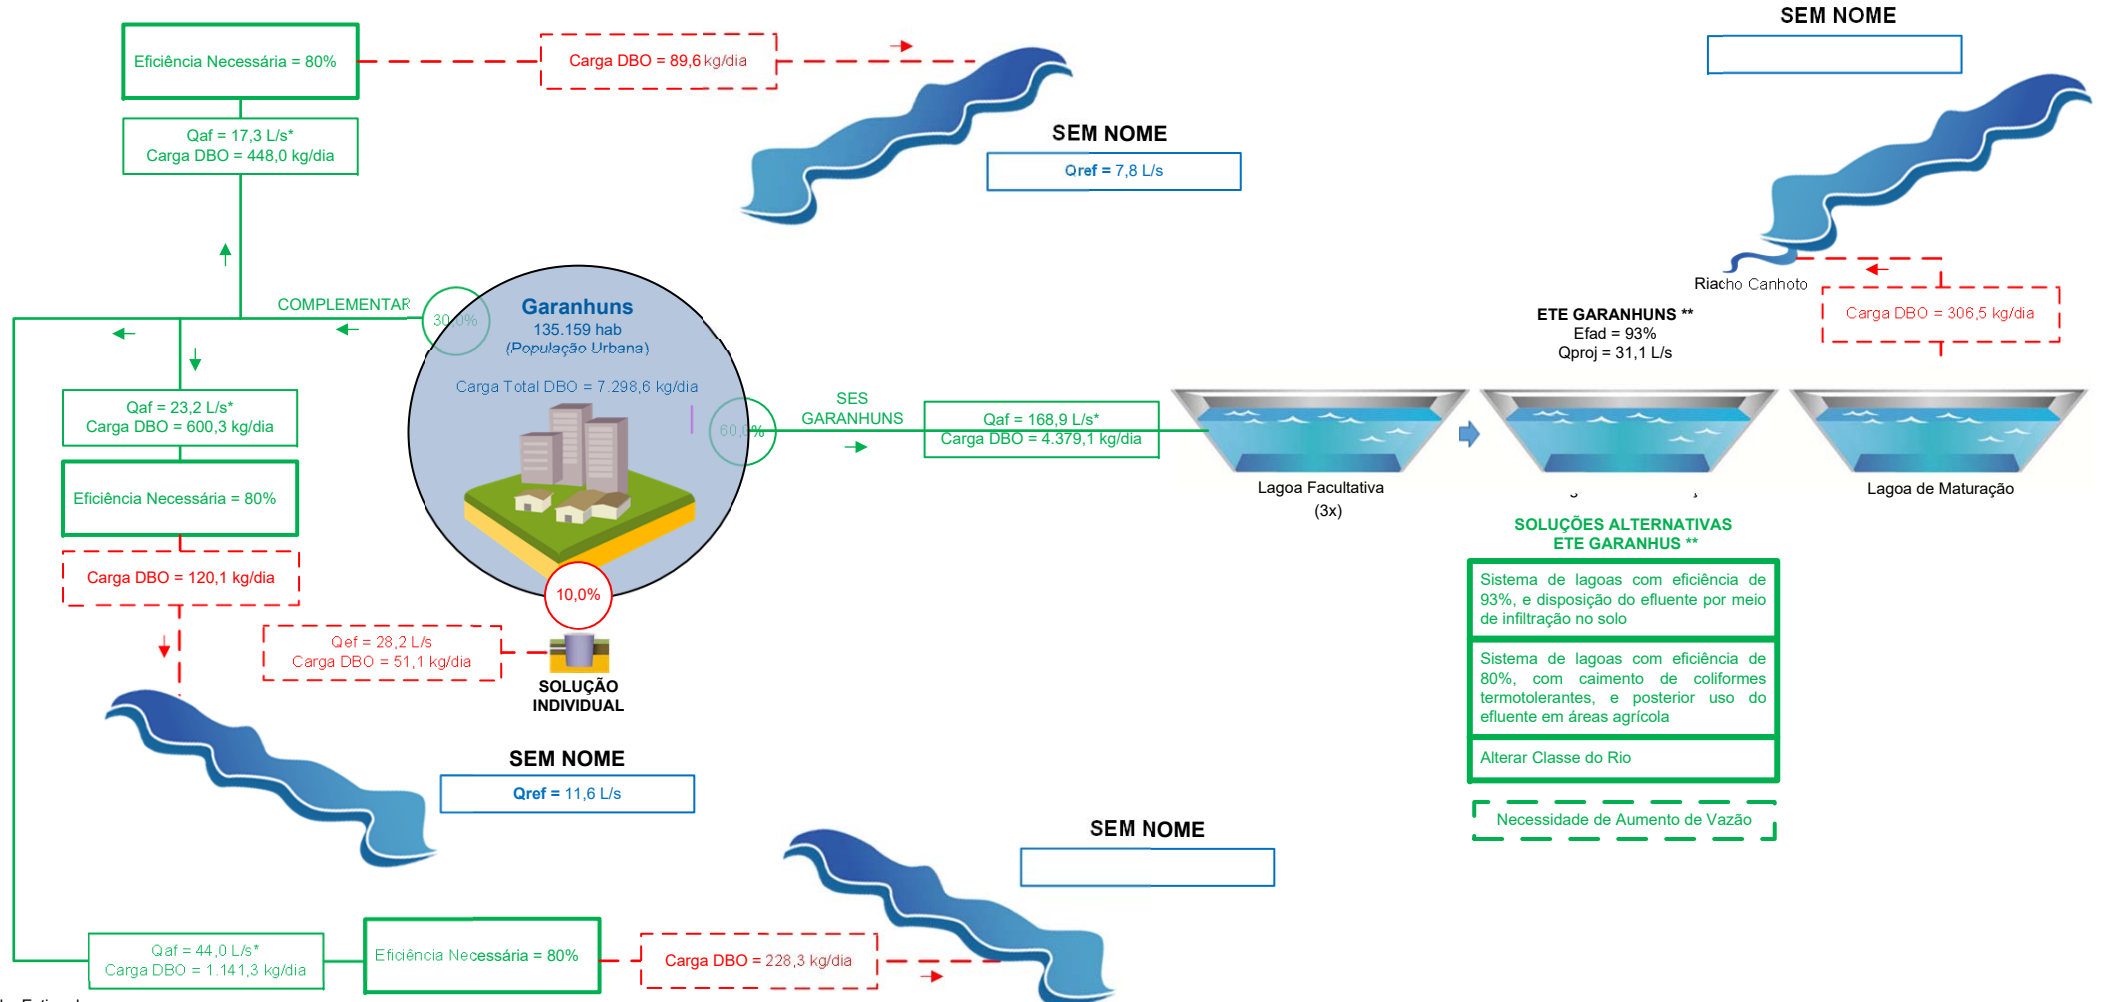 SEM NOME
Eficiência Necessária = 80%
Carga DBO = 89,6 kg/dia
Qaf = 17,3 L/s*
Carga DBO = 448,0 kg/dia
SEM NOME
Qref = 7,8 L/s
Riacho Canhoto
Carga DBO = 306,5 kg/dia
ETE GARANHUNS **
Efad = 93%
Qproj = 31,1 L/s
COMPLEMENTAR
30,0%
Garanhuns
135.159 hab
(População Urbana)
Carga Total DBO = 7.298,6 kg/dia
60,0%
SES
GARANHUNS
Qaf = 168,9 L/s*
Carga DBO = 4.379,1 kg/dia
Qaf = 23,2 L/s*
Carga DBO = 600,3 kg/dia
Eficiência Necessária = 80%
Carga DBO = 120,1 kg/dia
Lagoa Facultativa
(3x)
Lagoa de Maturação
SOLUÇÕES ALTERNATIVAS
ETE GARANHUS **
Sistema de lagoas com eficiência de
93%, e disposição do efluente por meio
de infiltração no solo
Sistema de lagoas com eficiência de
80%, com caimento de coliformes
termotolerantes, e posterior uso do
efluente em áreas agrícola
Alterar Classe do Rio
Necessidade de Aumento de Vazão
10,0%
Qef = 28,2 L/s
Carga DBO = 51,1 kg/dia
SOLUÇÃO
INDIVIDUAL
SEM NOME
Qref = 11,6 L/s
SEM NOME
Qaf = 44,0 L/s*
Carga DBO = 1.141,3 kg/dia
Eficiência Necessária = 80%
Carga DBO = 228,3 kg/dia